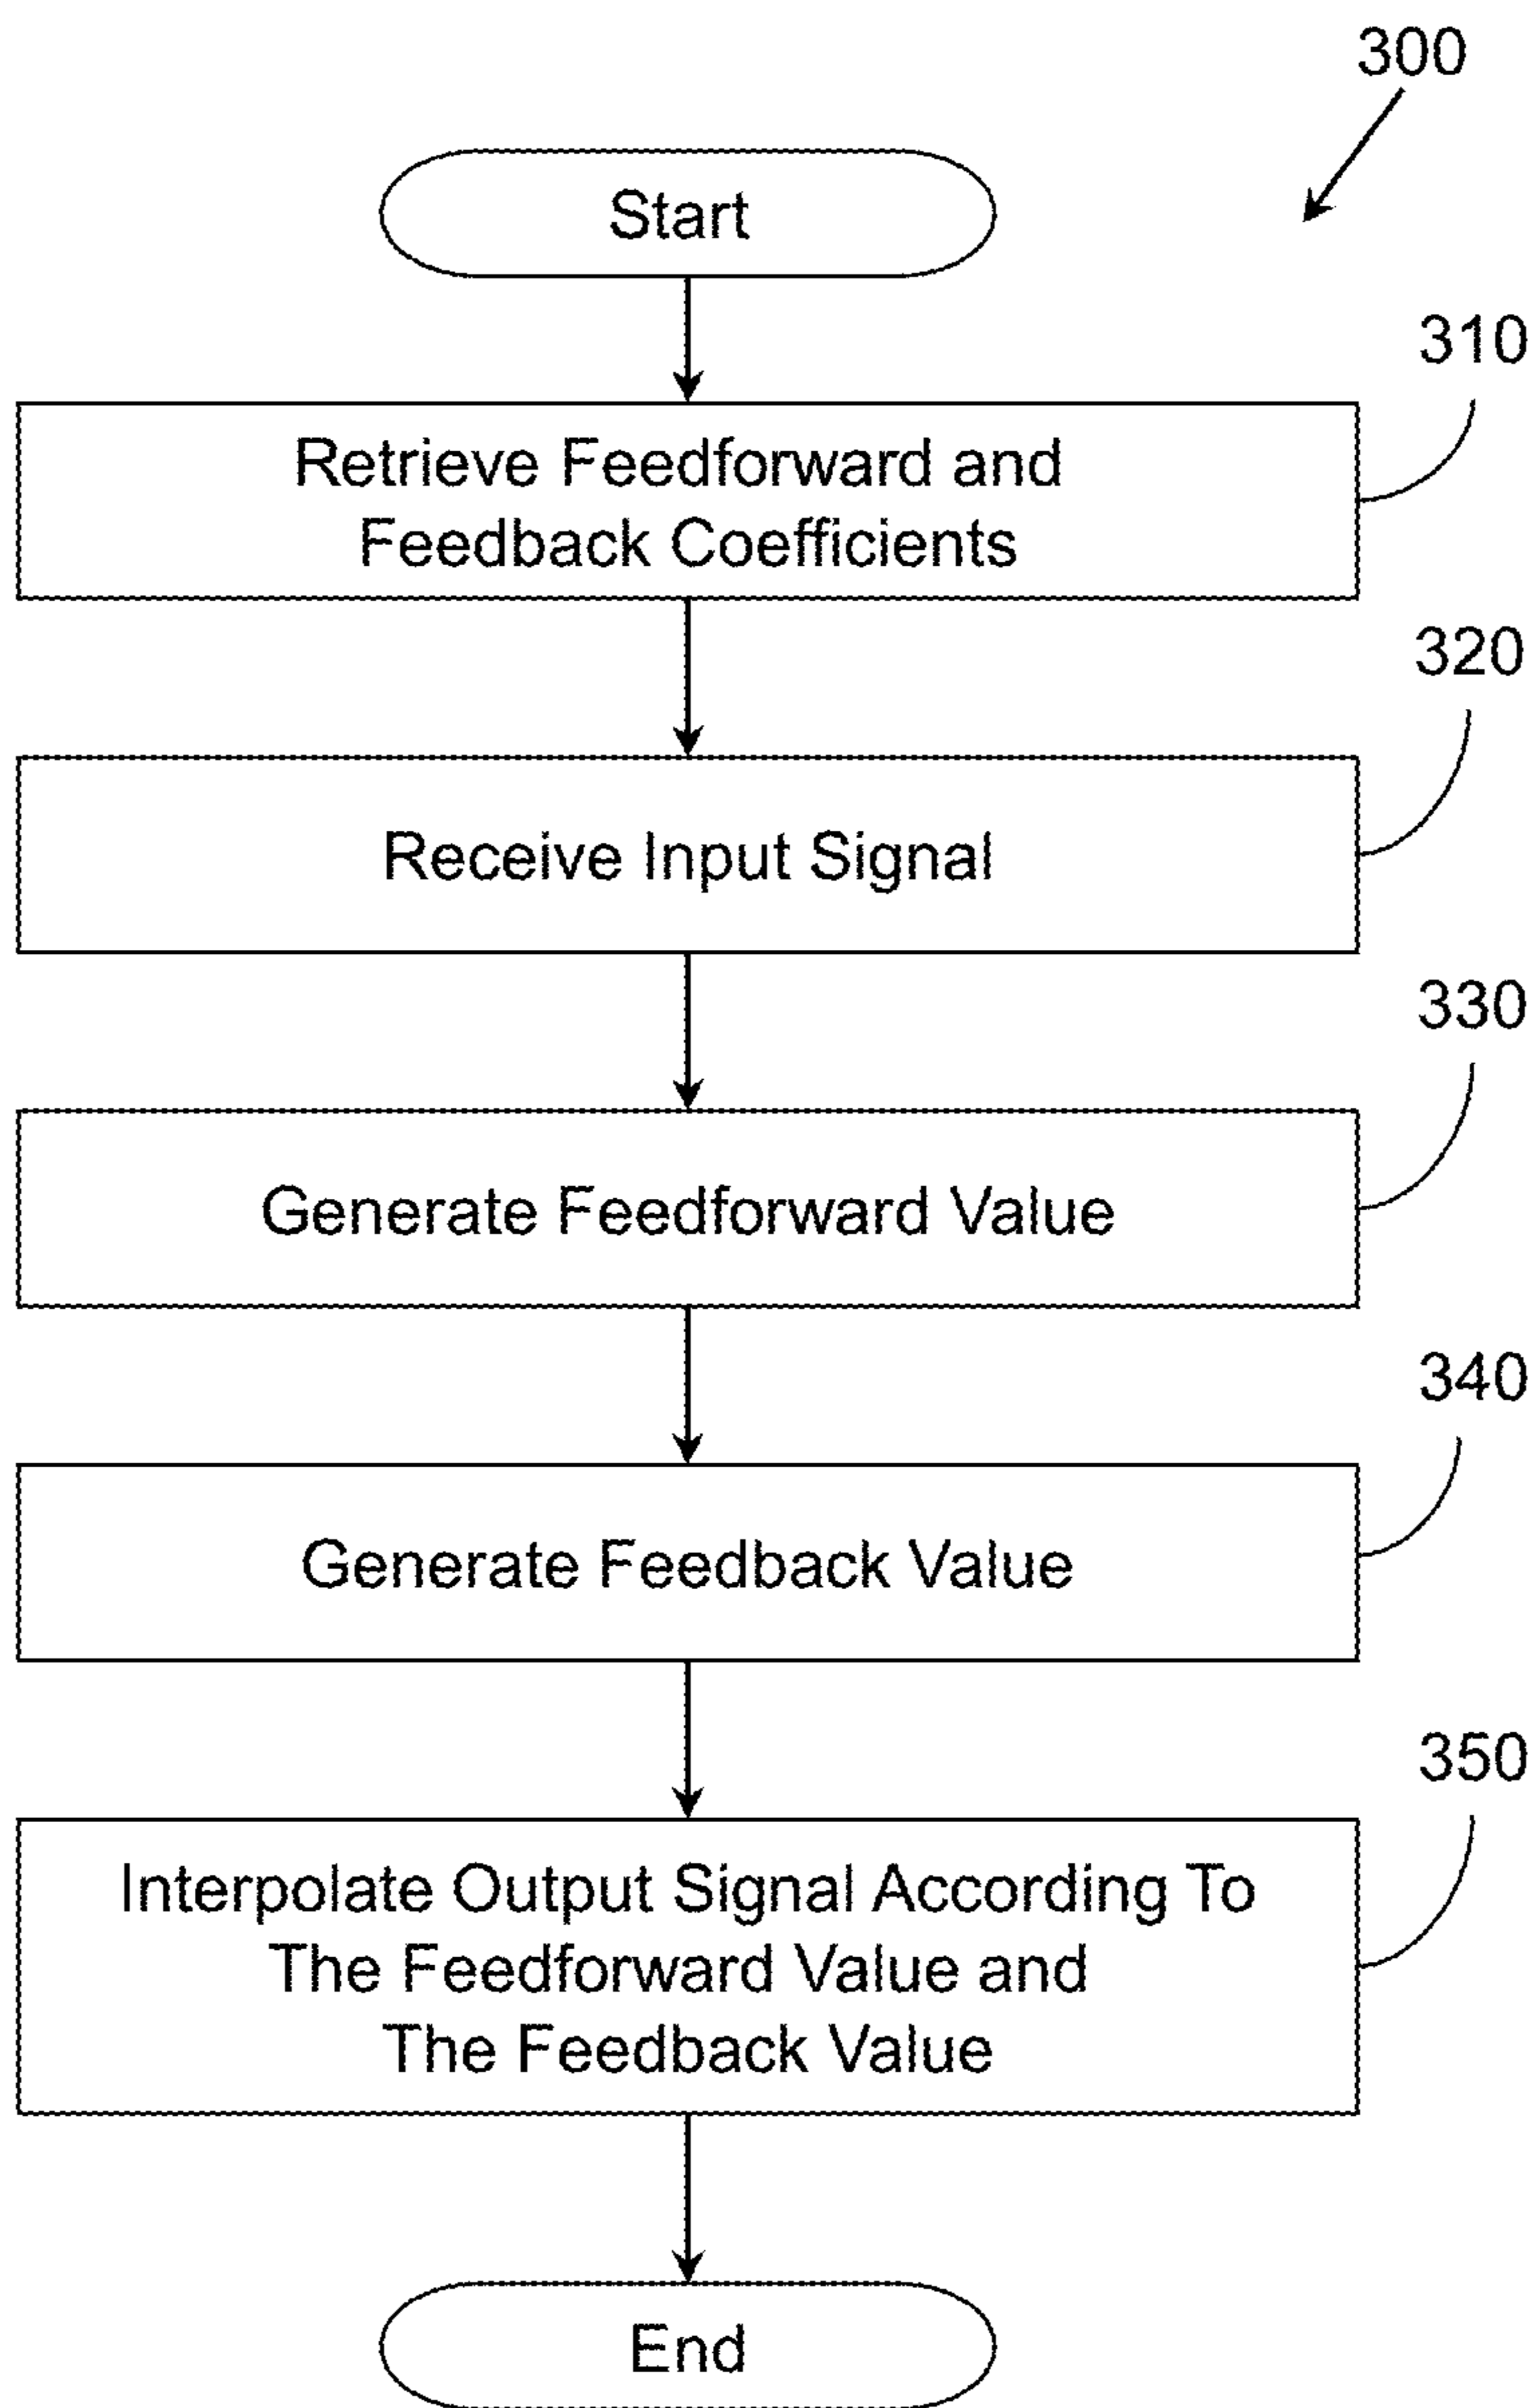 300
Start
310
Retrieve Feedforward and
Feedback Coefficients
320
Receive Input Signal
330
Generate Feedforward Value
340
Generate Feedback Value
350
Interpolate Output Signal According To
The Feedforward Value and
The Feedback Value
End